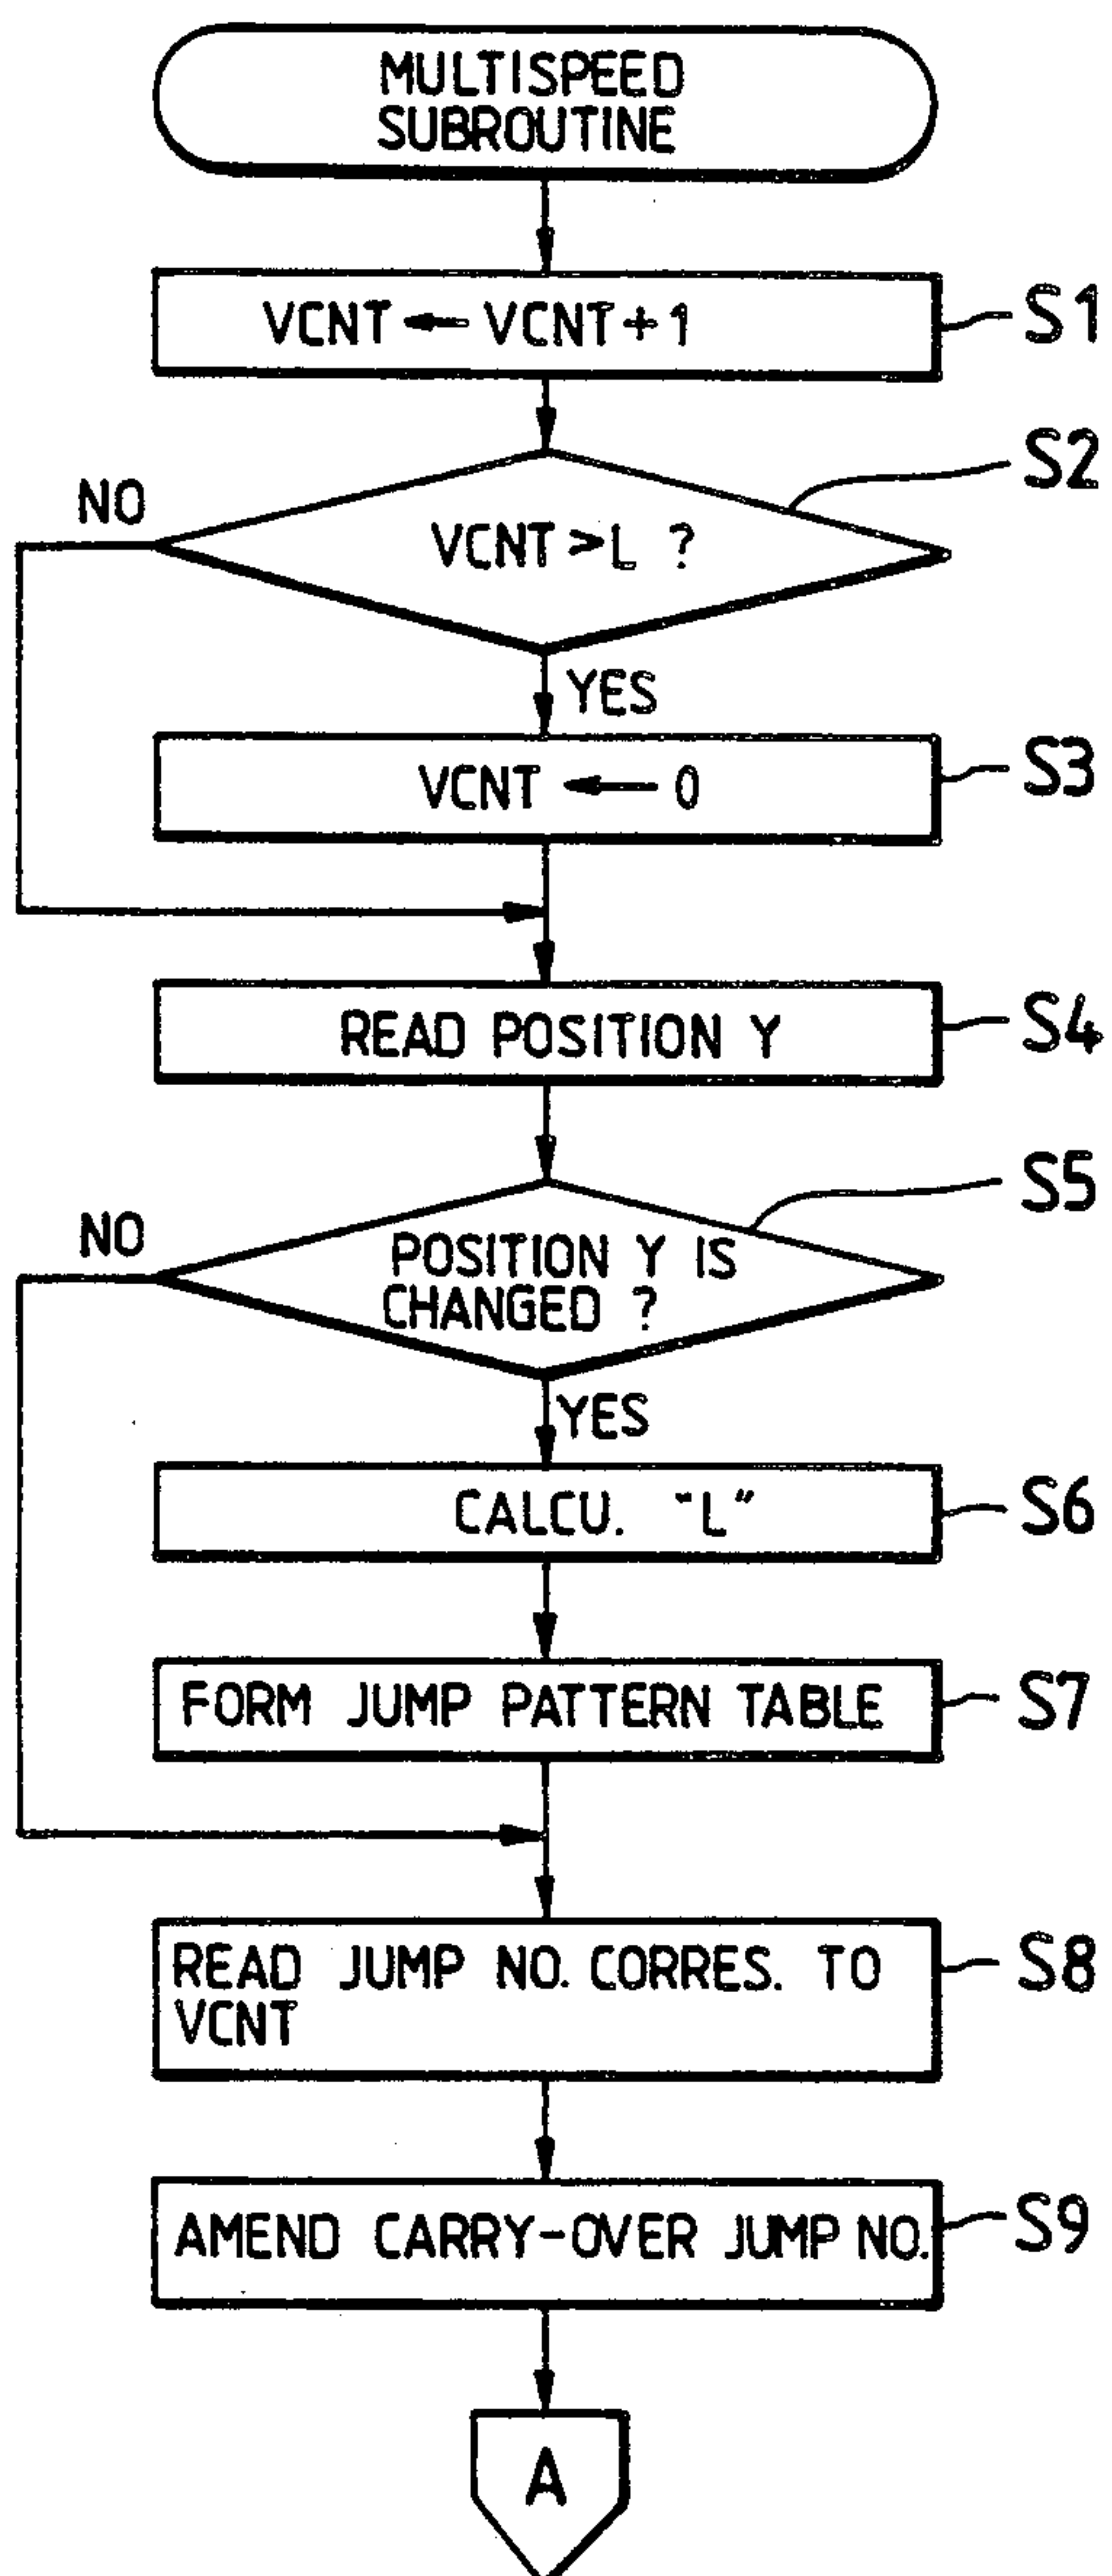 MULTISPEED
SUBROUTINE
VCNT ← VCNT + 1
S1
S2
NO
VCNT > L ?
YES
VCNT ← 0
S3
READ POSITION Y
S4
S5
NO
POSITION Y IS
CHANGED ?
YES
CALCU. "L"
S6
FORM JUMP PATTERN TABLE
S7
READ JUMP NO. CORRES. TO
VCNT
S8
AMEND CARRY-OVER JUMP NO.
S9
A